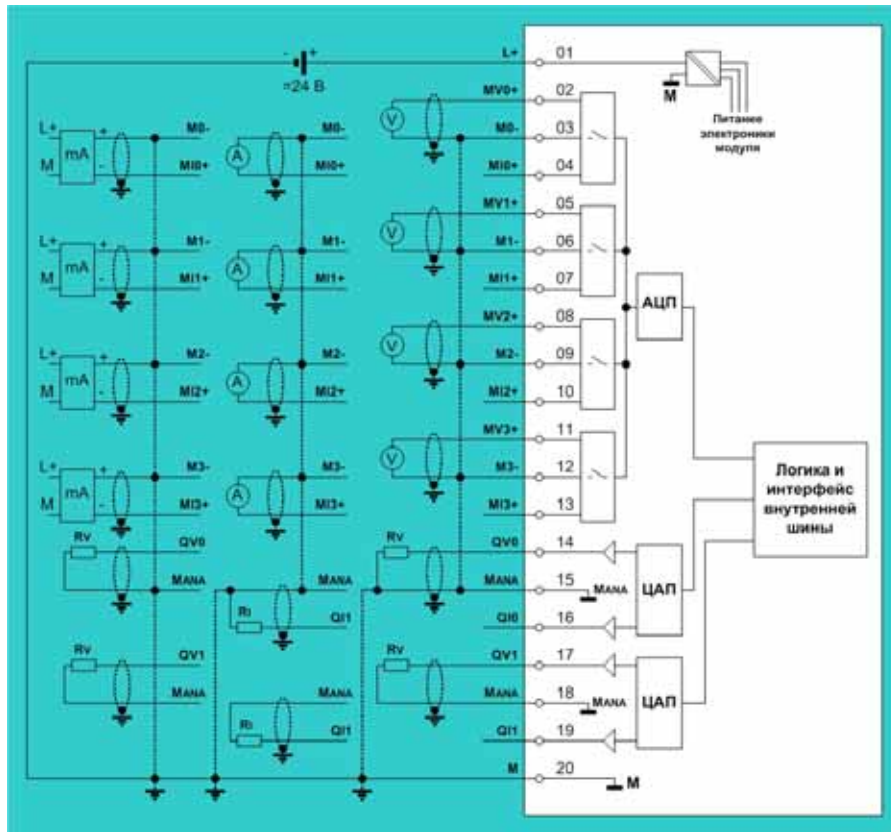 - +
=24 В
L+ 01
М
Питание
электроники
модуля
MV0+ 02
L+ mA + M0- M0- V M0- 03
M - MI0+ A MI0+ MI0+ 04
MV1+ 05
L+ mA + M1- M1- V M1- 06
M - MI1+ A MI1+ MI1+ 07
АЦП
MV2+ 08
L+ mA + M2- M2- V M2- 09
M - MI2+ A MI2+ MI2+ 10
MV3+ 11
L+ mA + M3- M3- V M3- 12
M - MI3+ A MI3+ MI3+ 13
Логика и
интерфейс
внутренней
шины
Rv QV0 Rv QV0 14
MANA MANA MANA 15 MANA ЦАП
RI QI1 QI0 16
Rv QV1 Rv QV1 17
MANA MANA MANA 18 MANA ЦАП
RI QI1 QI1 19
M 20 M